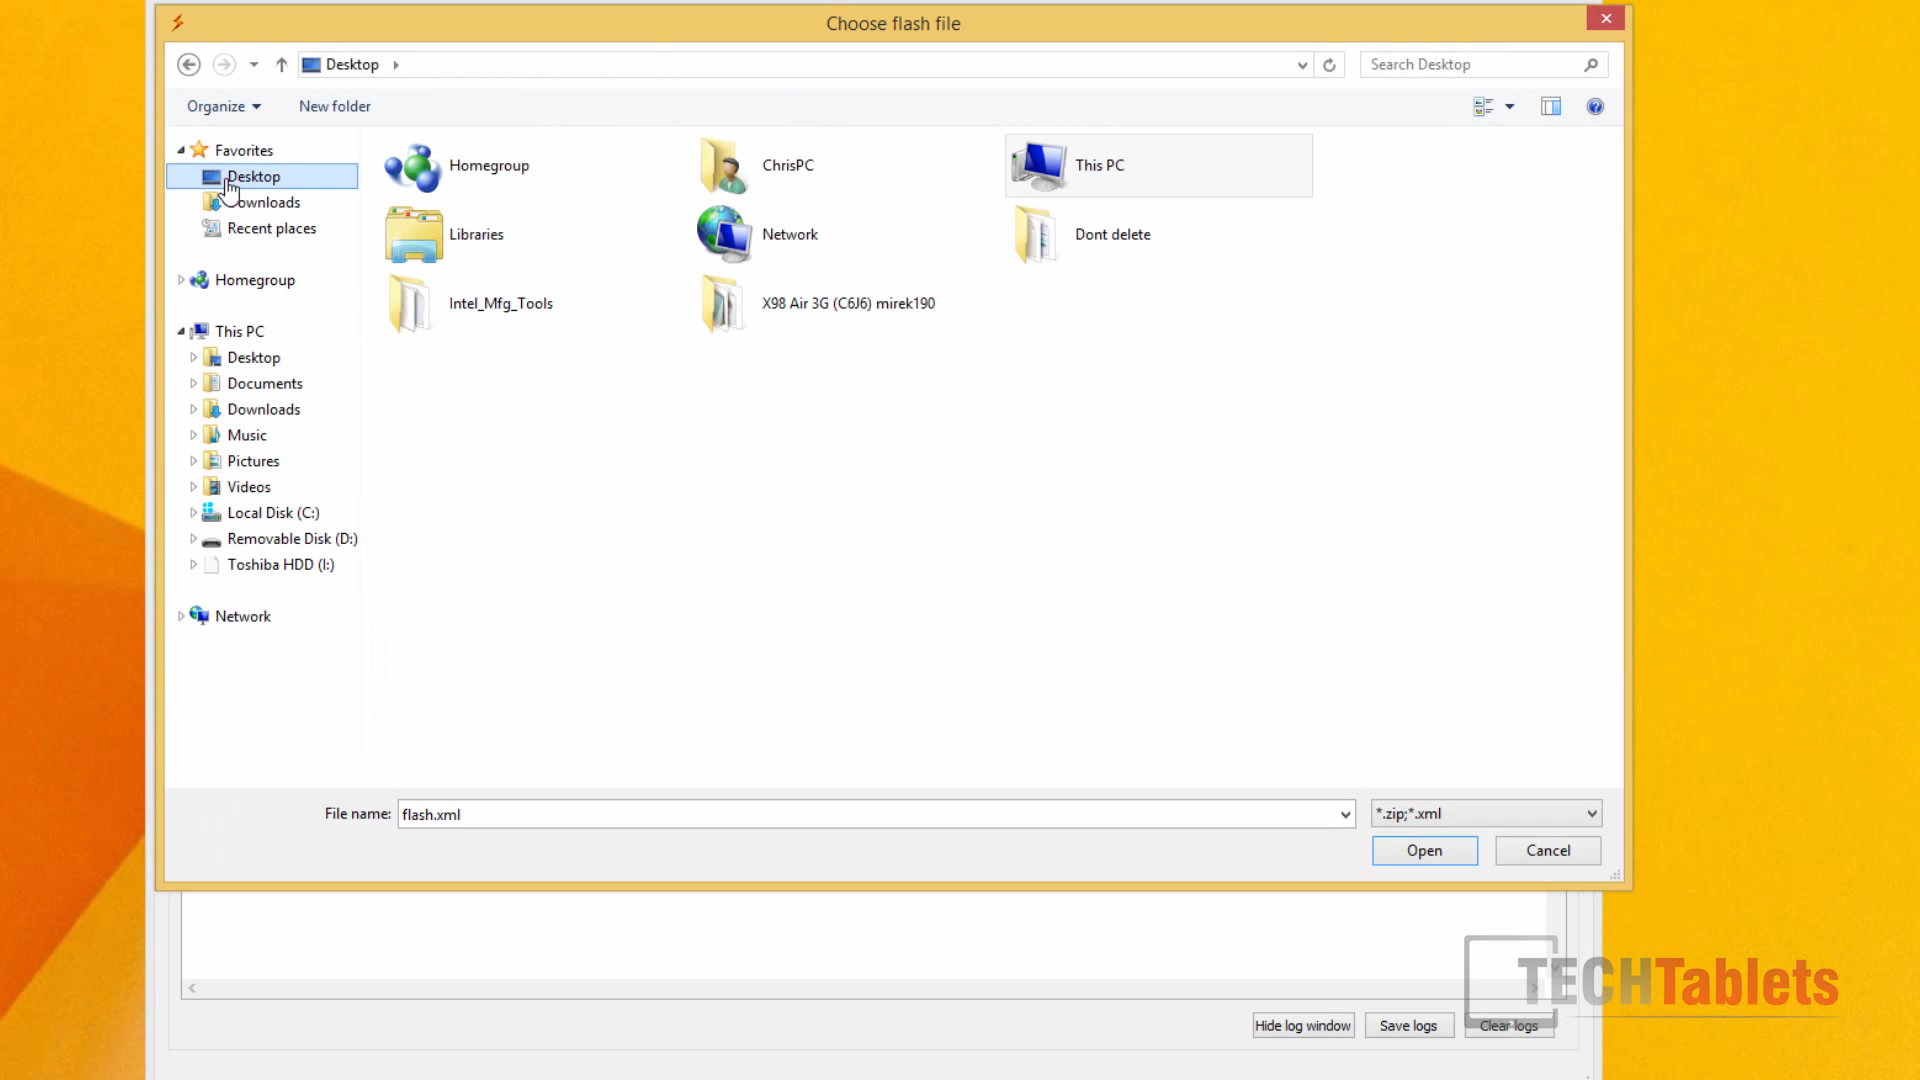 Choose flash file
Desktop
Search Desktop
Organize
New folder
Favorites
Desktop
ownloads
Recent places
Homegroup
This PC
Desktop
Documents
Downloads
Music
Pictures
Videos
Local Disk (C:)
Removable Disk (D:)
Toshiba HDD (I:)
Network
Homegroup
ChrisPC
This PC
Libraries
Network
Dont delete
Intel_Mfg_Tools
X98 Air 3G (C6J6) mirek190
File name: flash.xml
*.zip;*.xml
Open
Cancel
TECHTablets
Hide log window
Save logs
Clear logs